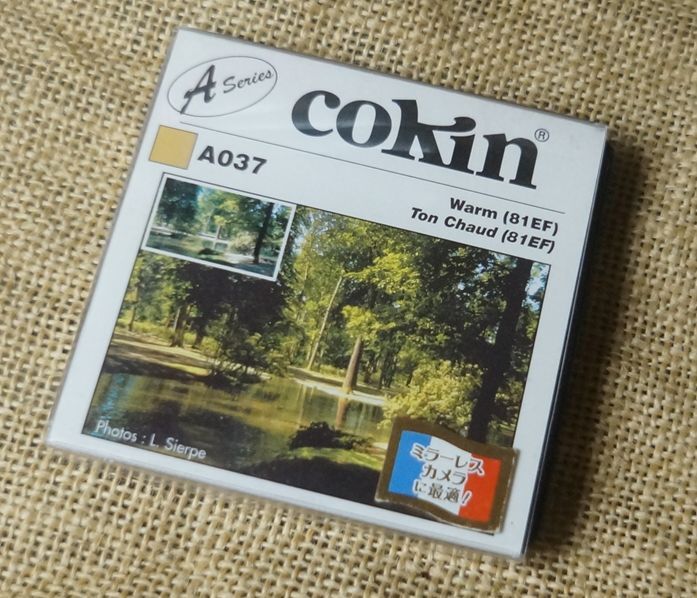 A Series
cokin®
A037
Warm (81EF)
Ton Chaud (81EF)
Photos : L. Sierpe
ミラーレス
カメラ
に最適!